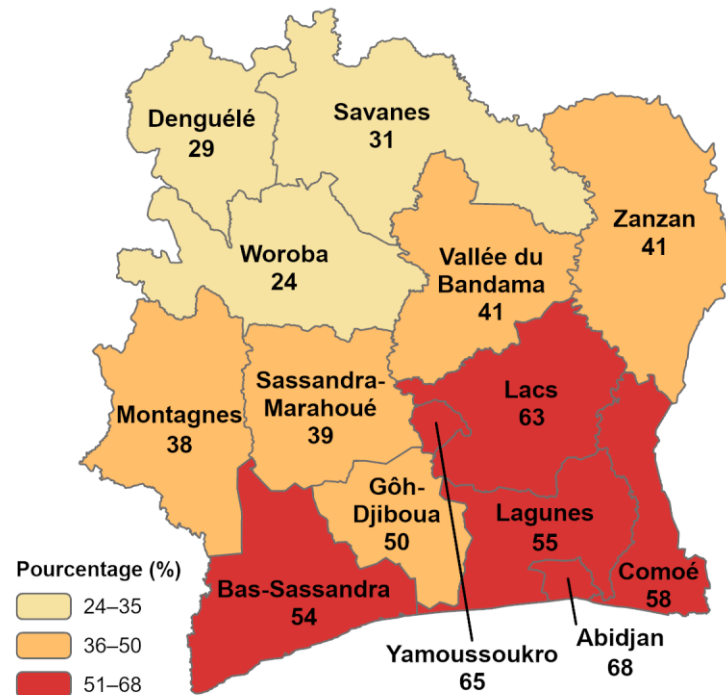 Denguélé
29
Savanes
31
Zanzan
41
Woroba
24
Vallée du
Bandama
41
Sassandra-
Marahoué
39
Lacs
63
Montagnes
38
Gôh-
Djiboua
50
Lagunes
55
Comoé
58
Bas-Sassandra
54
Yamoussoukro
65
Abidjan
68
Pourcentage (%)
24–35
36–50
51–68